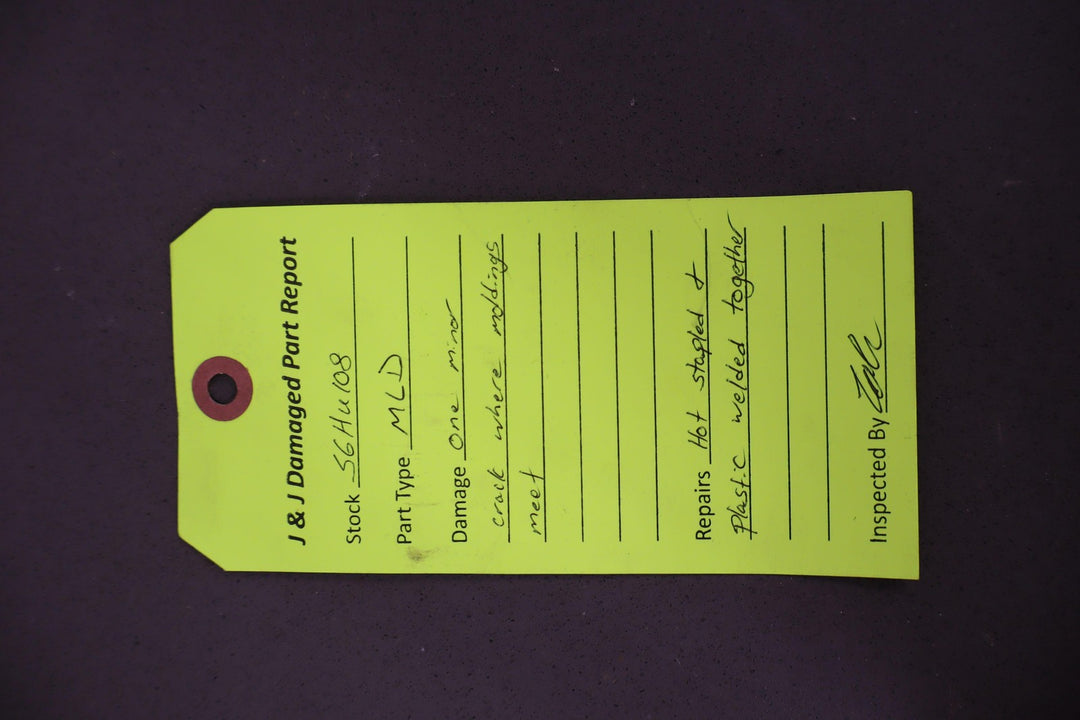 J & J Damaged Part Report
Stock S6HU108
Part Type MLD
Damage One minor
crack where moldings
meet
Repairs Hot stapled +
Plastic welded together
Inspected By